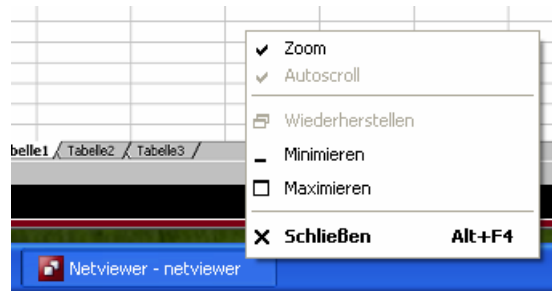 Zoom
Autoscroll
Wiederherstellen
Minimieren
Maximieren
Schließen Alt+F4
belle1 Tabelle2 Tabelle3
Netviewer - netviewer